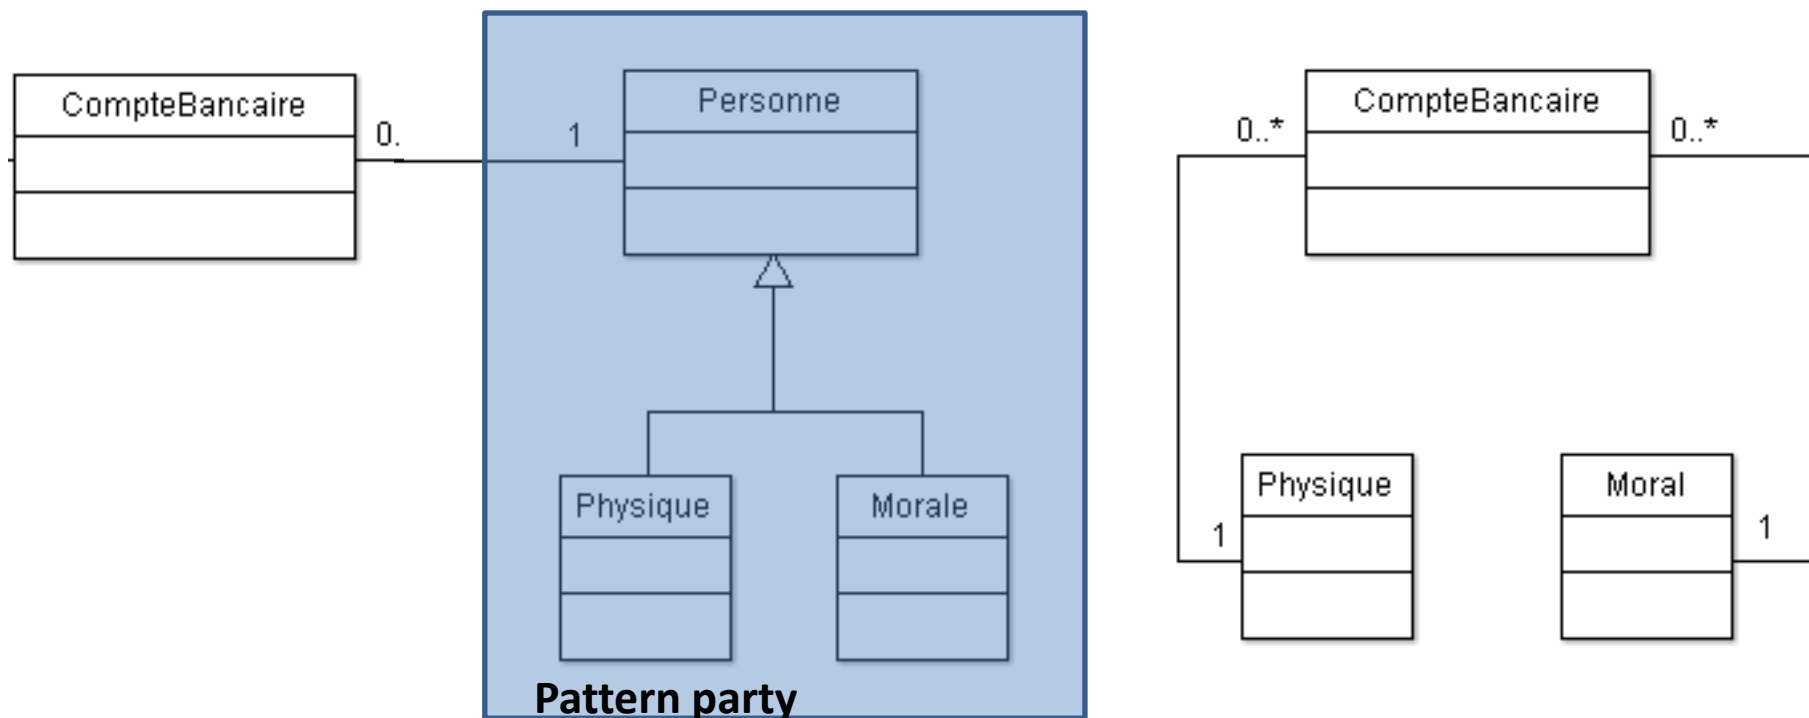 CompteBancaire
0.
1
Personne
Physique
Morale
Pattern party
CompteBancaire
0..*
0..*
Physique
1
Moral
1